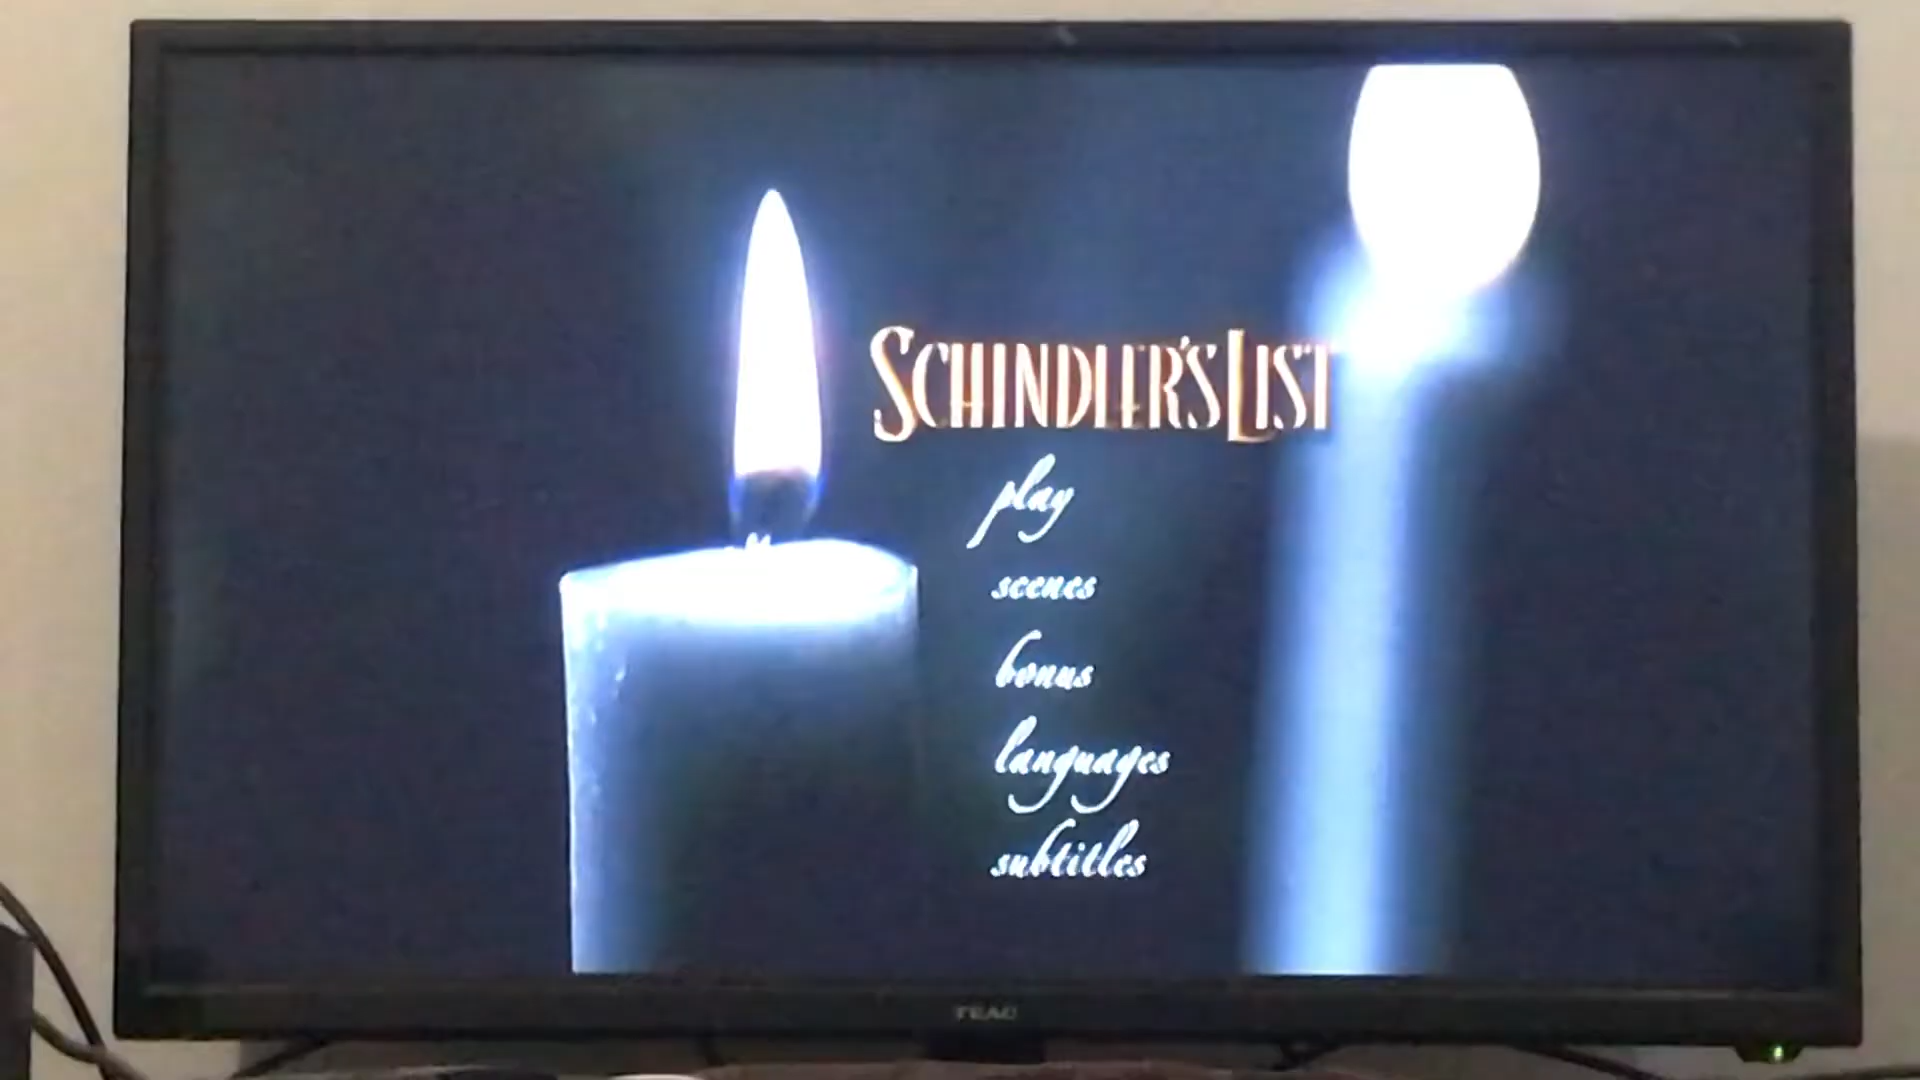 SCHINDLER'S LIST
play
scenes
bonus
languages
subtitles
TEAC